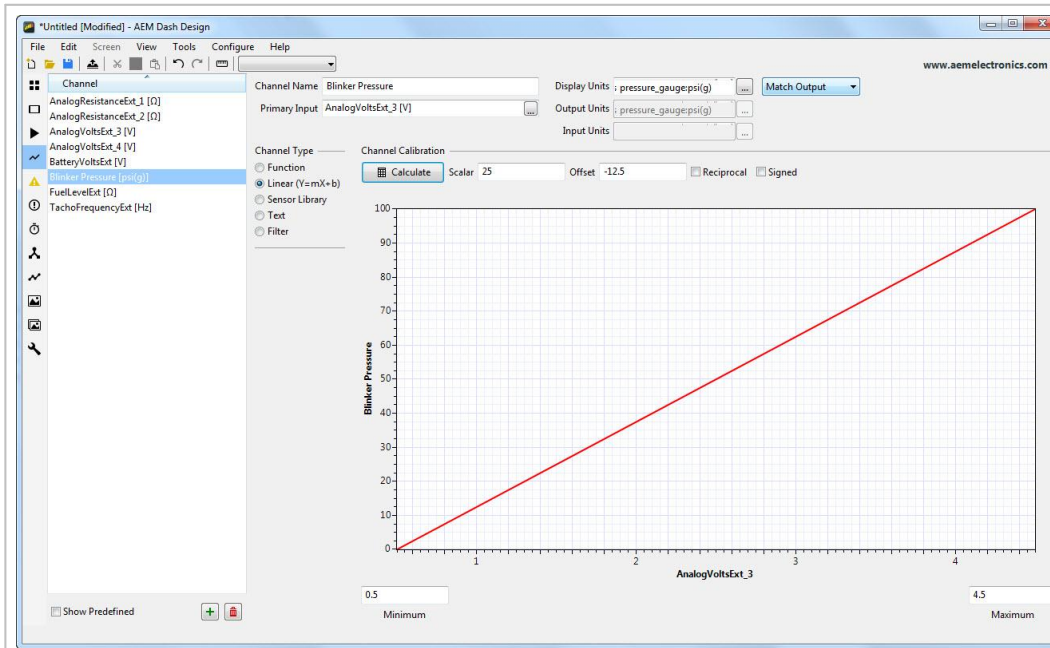 *Untitled [Modified] - AEM Dash Design
File Edit Screen View Tools Configure Help
www.aemelectronics.com
Channel
AnalogResistanceExt_1 [Ω]
AnalogResistanceExt_2 [Ω]
AnalogVoltsExt_3 [V]
AnalogVoltsExt_4 [V]
BatteryVoltsExt [V]
Blinker Pressure [psi(g)]
FuelLevelExt [Ω]
TachoFrequencyExt [Hz]
Show Predefined
Channel Name Blinker Pressure
Primary Input AnalogVoltsExt_3 [V] ...
Display Units : pressure_gauge:psi(g) ... Match Output
Output Units : pressure_gauge:psi(g) ...
Input Units ...
Channel Type
Function
Linear (Y=mX+b)
Sensor Library
Text
Filter
Channel Calibration
Calculate Scalar 25 Offset -12.5 Reciprocal Signed
100
90
80
70
60
50
40
30
20
10
0
Blinker Pressure
1 2 3 4
AnalogVoltsExt_3
0.5 4.5
Minimum Maximum